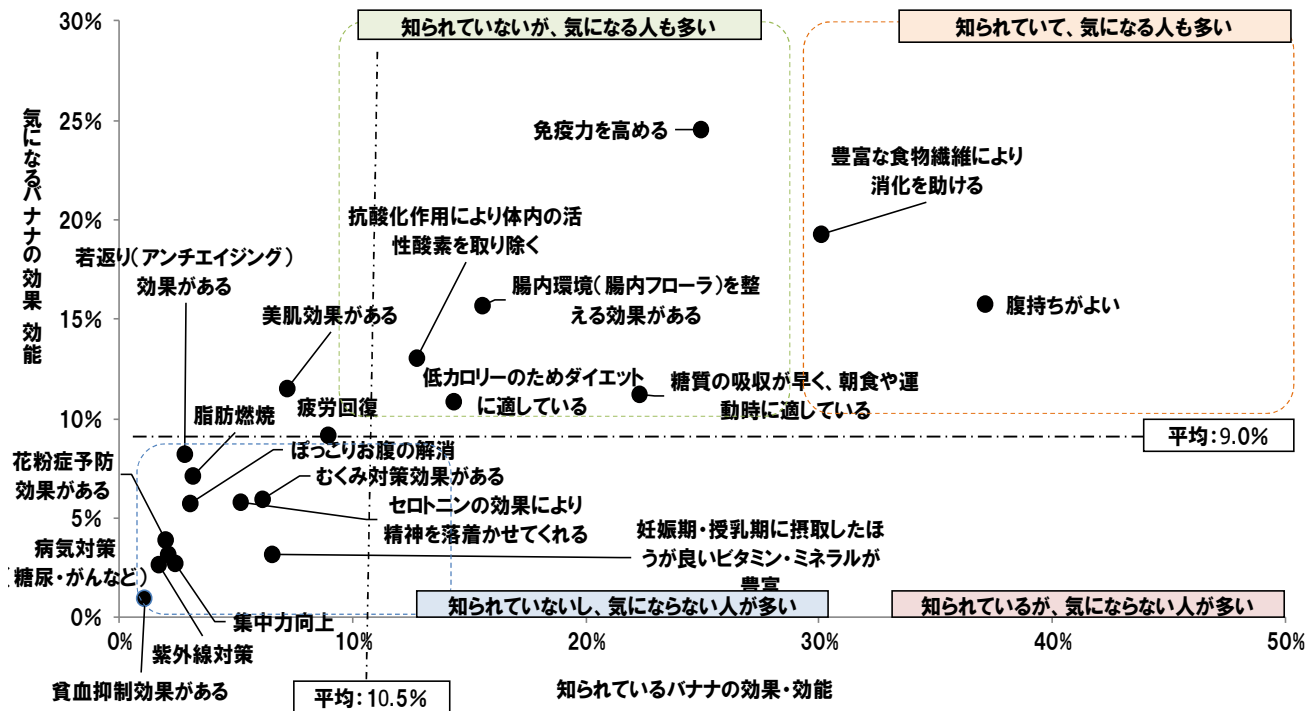 30%
知られていないが、気になる人も多い
知られていて、気になる人も多い
気になるバナナの効果 効能
25%
免疫力を高める
豊富な食物繊維により
消化を助ける
20%
抗酸化作用により体内の活
性酸素を取り除く
若返り（アンチエイジング）
効果がある
腸内環境（腸内フローラ）を整
える効果がある
美肌効果がある
15%
腹持ちがよい
低カロリーのためダイエット
に適している
糖質の吸収が早く、朝食や運
動時に適している
疲労回復
脂肪燃焼
10%
平均：9.0%
花粉症予防
効果がある
ぽっこりお腹の解消
むくみ対策効果がある
セロトニンの効果により
精神を落着かせてくれる
5%
妊娠期・授乳期に摂取したほ
うが良いビタミン・ミネラルが
病気対策
糖尿・がんなど）
知られていないし、気にならない人が多い
知られているが、気にならない人が多い
0%
0%
10%
20%
30%
40%
50%
集中力向上
紫外線対策
貧血抑制効果がある
平均：10.5%
知られているバナナの効果・効能